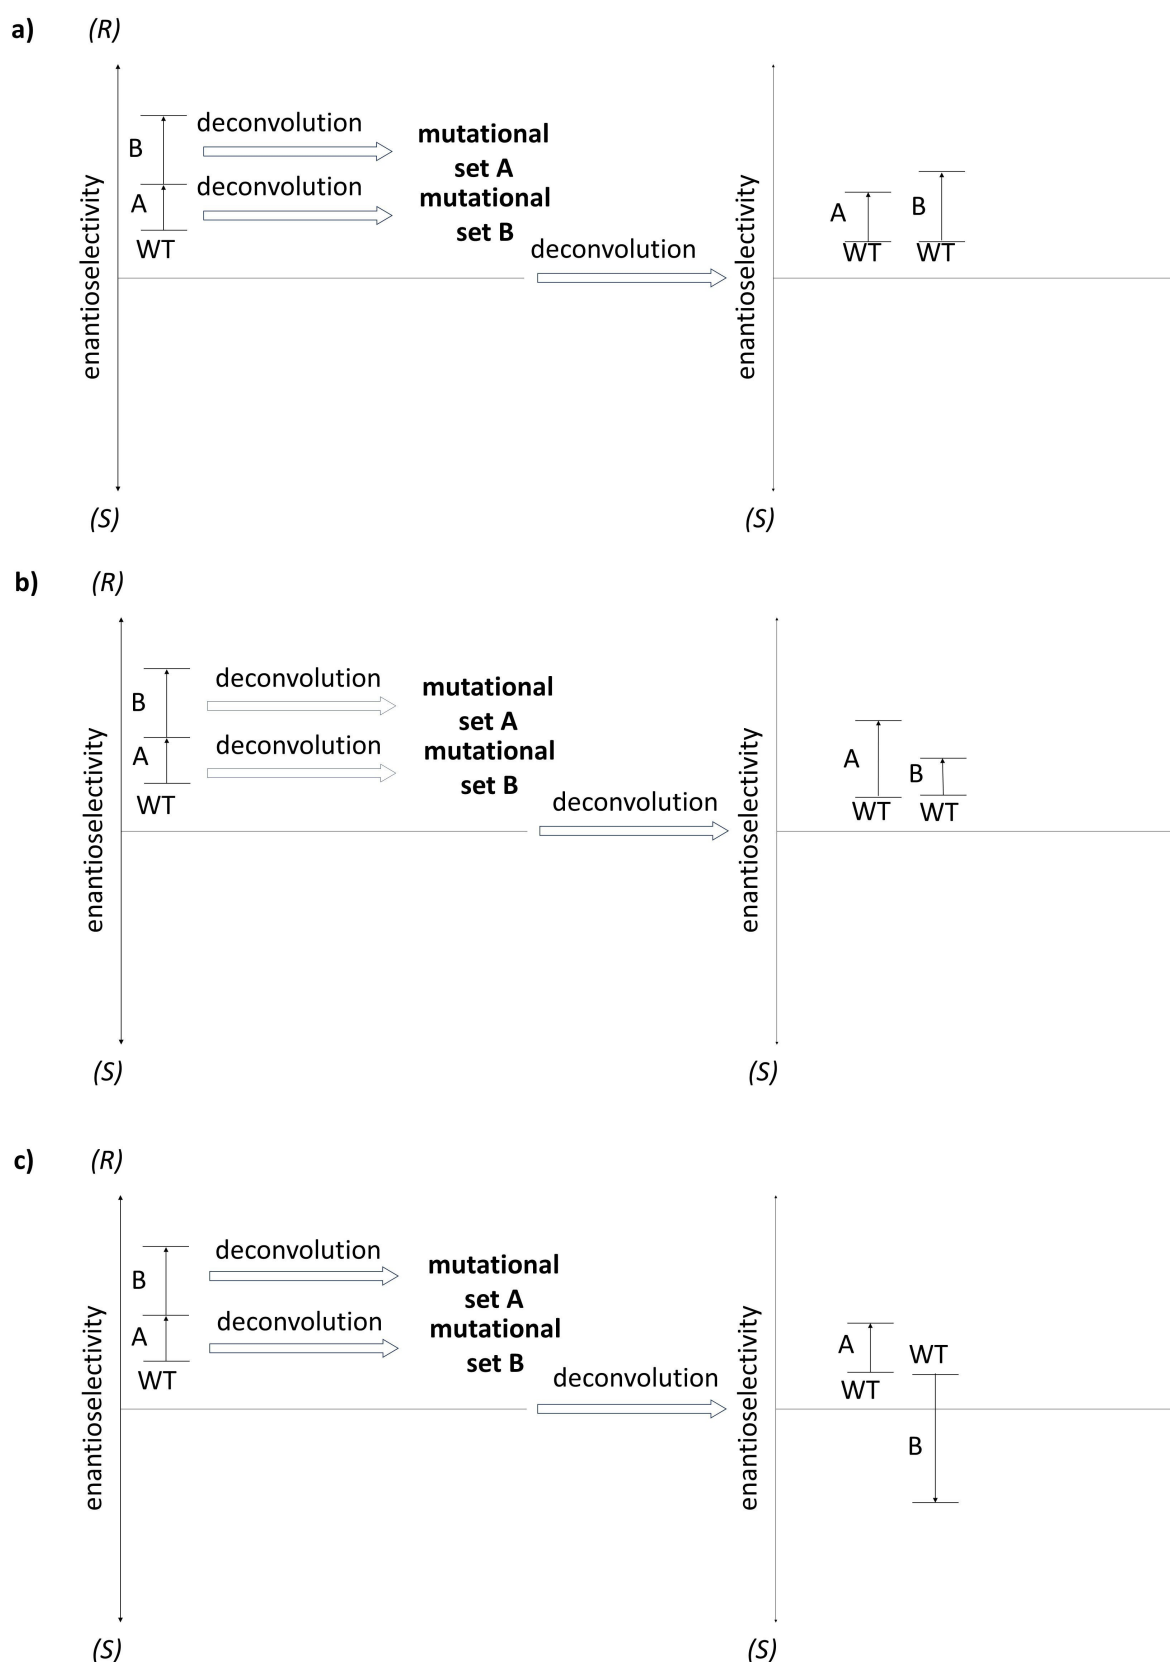 a)
(R)
enantioselectivity
B
A
WT
deconvolution
deconvolution
mutational
set A
mutational
set B
deconvolution
enantioselectivity
A
WT
B
WT
(S)
(S)
b)
(R)
enantioselectivity
B
A
WT
deconvolution
deconvolution
mutational
set A
mutational
set B
deconvolution
enantioselectivity
A
WT
B
WT
(S)
(S)
c)
(R)
enantioselectivity
B
A
WT
deconvolution
deconvolution
mutational
set A
mutational
set B
deconvolution
enantioselectivity
A
WT
WT
B
(S)
(S)